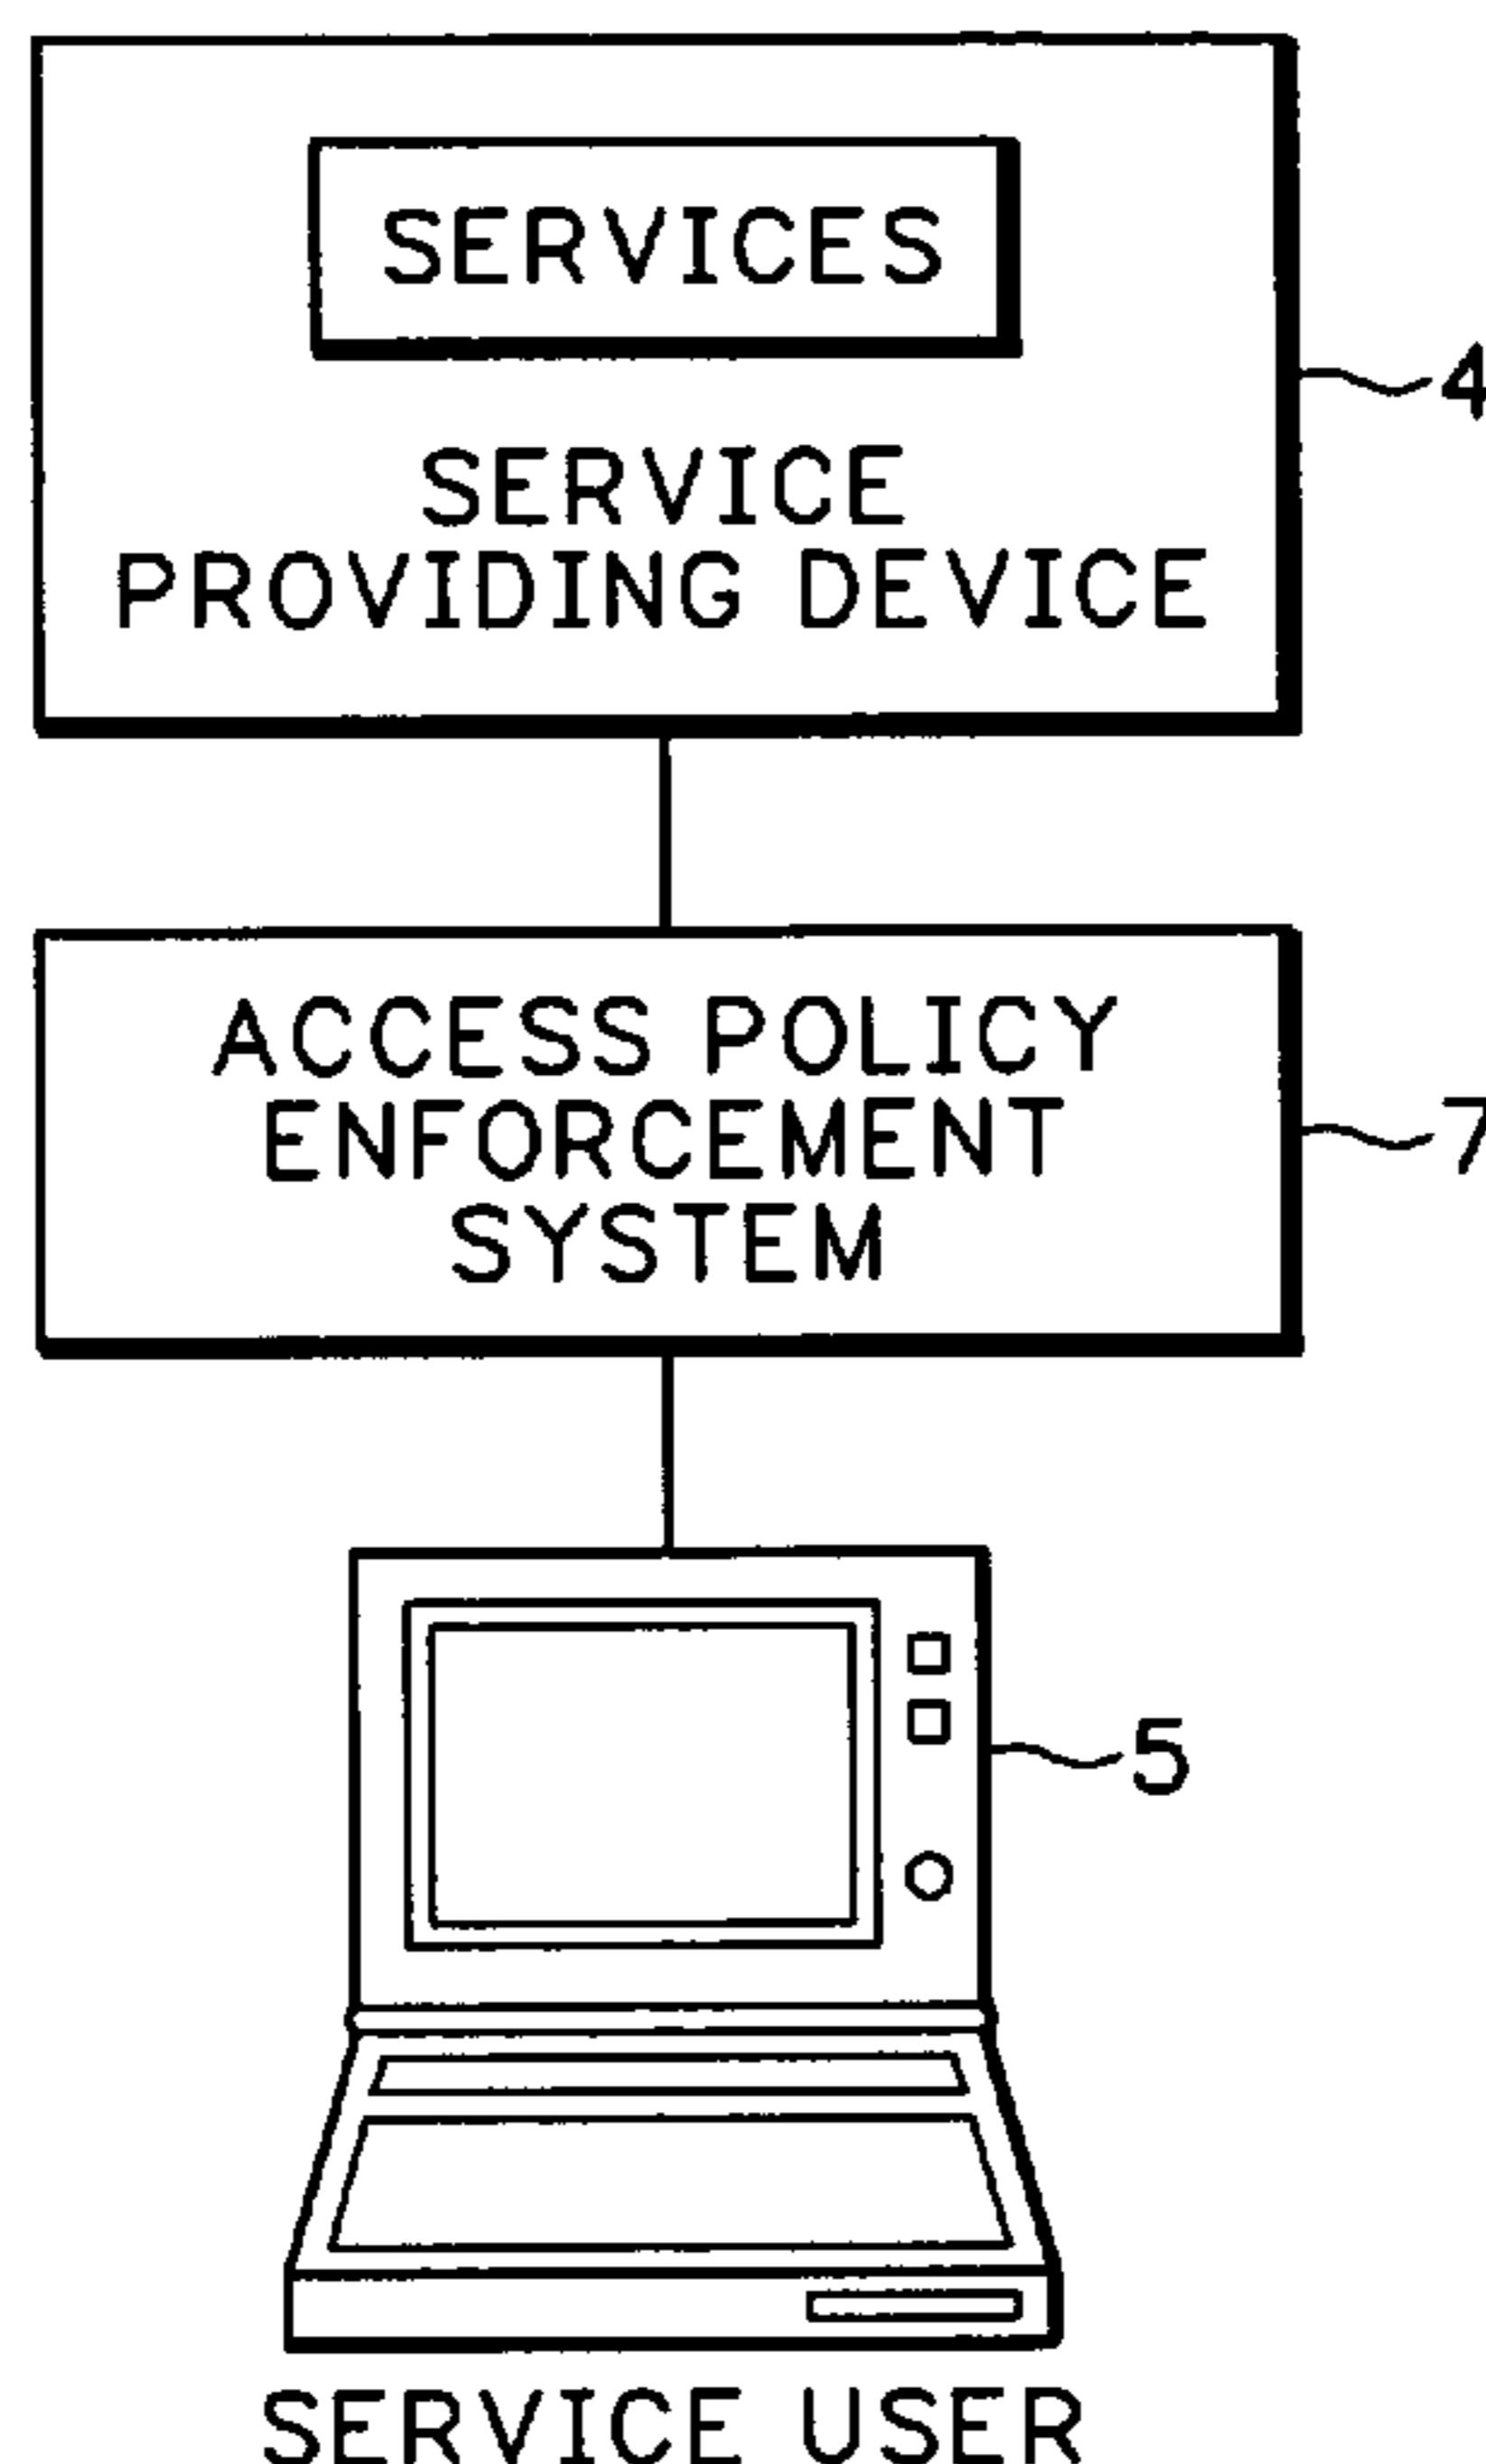 SERVICES
4
SERVICE
PROVIDING DEVICE
ACCESS POLICY
ENFORCEMENT
7
SYSTEM
5
SERVICE USER